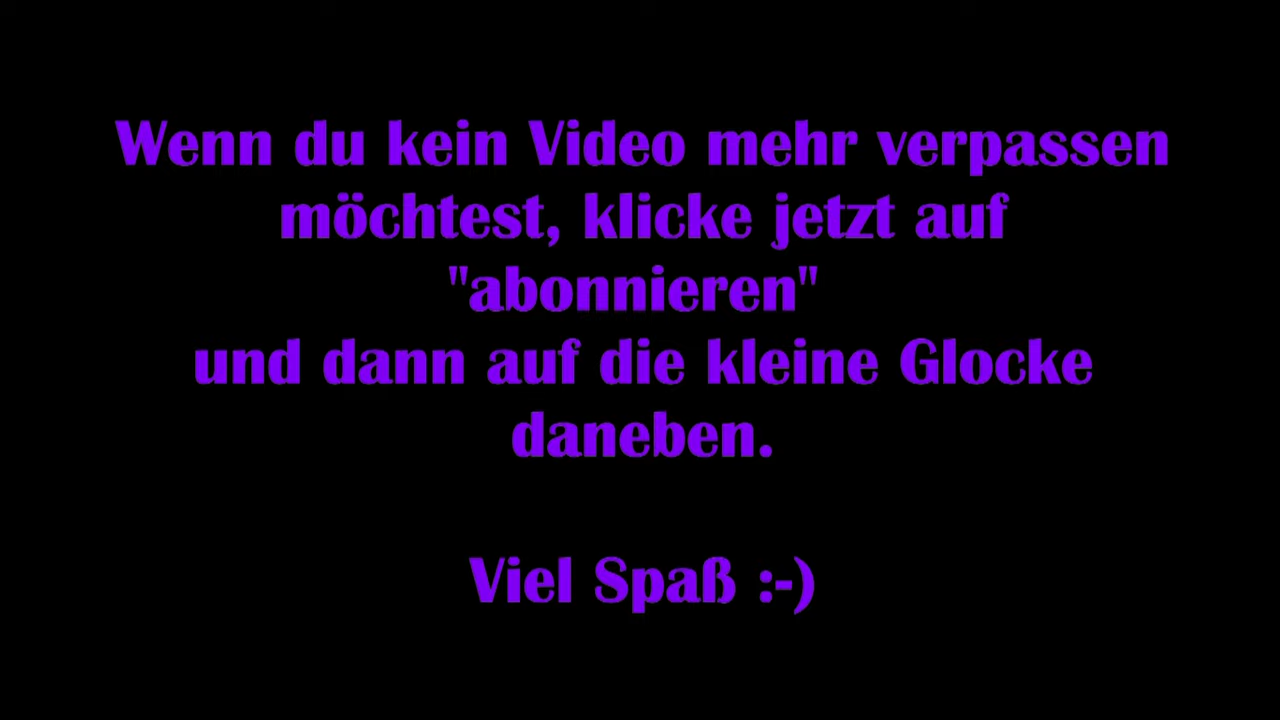 Wenn du kein Video mehr verpassen
möchtest, klicke jetzt auf
"abonnieren"
und dann auf die kleine Glocke
daneben.
Viel Spaß :-)